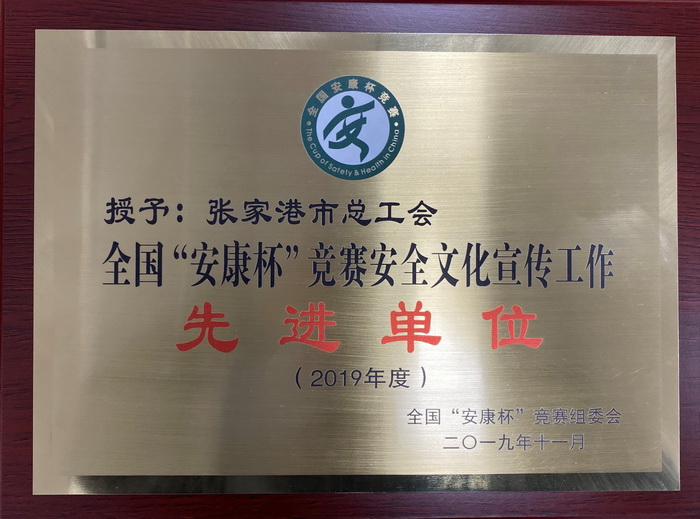 全国安康杯竞赛
The Cup of Safety & Health in China
授予：张家港市总工会
全国“安康杯”竞赛安全文化宣传工作
先进单位
（2019年度）
全国“安康杯”竞赛组委会
二〇一九年十一月